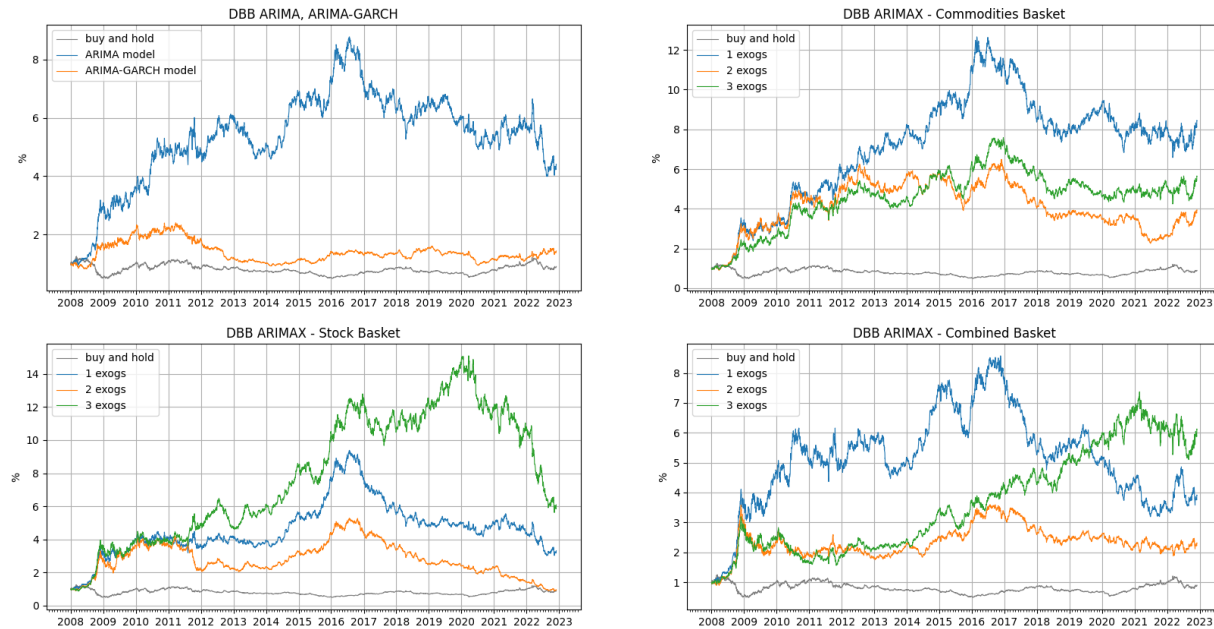 DBB ARIMA, ARIMA-GARCH
buy and hold
ARIMA model
ARIMA-GARCH model
%
8
6
4
2
2008 2009 2010 2011 2012 2013 2014 2015 2016 2017 2018 2019 2020 2021 2022 2023
DBB ARIMAX - Commodities Basket
buy and hold
1 exogs
2 exogs
3 exogs
%
12
10
8
6
4
2
0
2008 2009 2010 2011 2012 2013 2014 2015 2016 2017 2018 2019 2020 2021 2022 2023
DBB ARIMAX - Stock Basket
buy and hold
1 exogs
2 exogs
3 exogs
%
14
12
10
8
6
4
2
0
2008 2009 2010 2011 2012 2013 2014 2015 2016 2017 2018 2019 2020 2021 2022 2023
DBB ARIMAX - Combined Basket
buy and hold
1 exogs
2 exogs
3 exogs
%
8
7
6
5
4
3
2
1
2008 2009 2010 2011 2012 2013 2014 2015 2016 2017 2018 2019 2020 2021 2022 2023